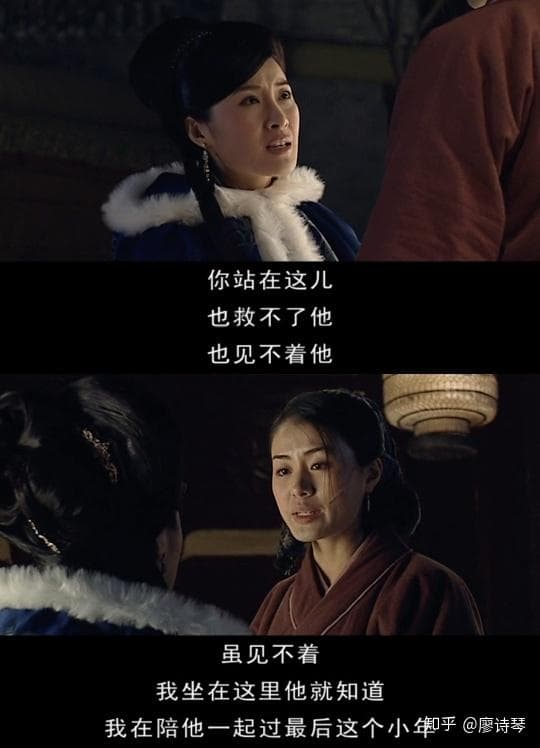 你站在这儿
也救不了他
也见不着他
虽见不着
我坐在这里他就知道
我在陪他一起过最后这个小年
知乎 @廖诗琴